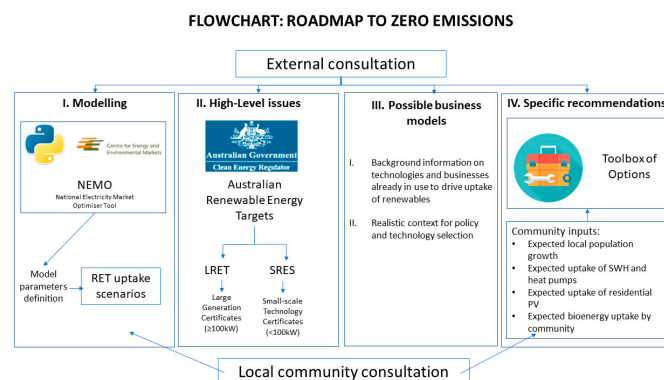 FLOWCHART: ROADMAP TO ZERO EMISSIONS
External consultation
I. Modelling
Centre for Energy and
Environmental Markets
NEMO
National Electricity Market
Optimiser Tool
Model
parameters
definition
RET uptake
scenarios
II. High-Level issues
Australian Government
Clean Energy Regulator
Australian
Renewable Energy
Targets
LRET
SRES
Large
Generation
Certificates
(≥100kW)
Small-scale
Technology
Certificates
(<100kW)
III. Possible business
models
I. Background information on
technologies and businesses
already in use to drive uptake
of renewables
II. Realistic context for policy
and technology selection
IV. Specific recommendations
Toolbox of
Options
Community inputs:
• Expected local population
growth
• Expected uptake of SWH and
heat pumps
• Expected uptake of residential
PV
• Expected bioenergy uptake by
community
Local community consultation